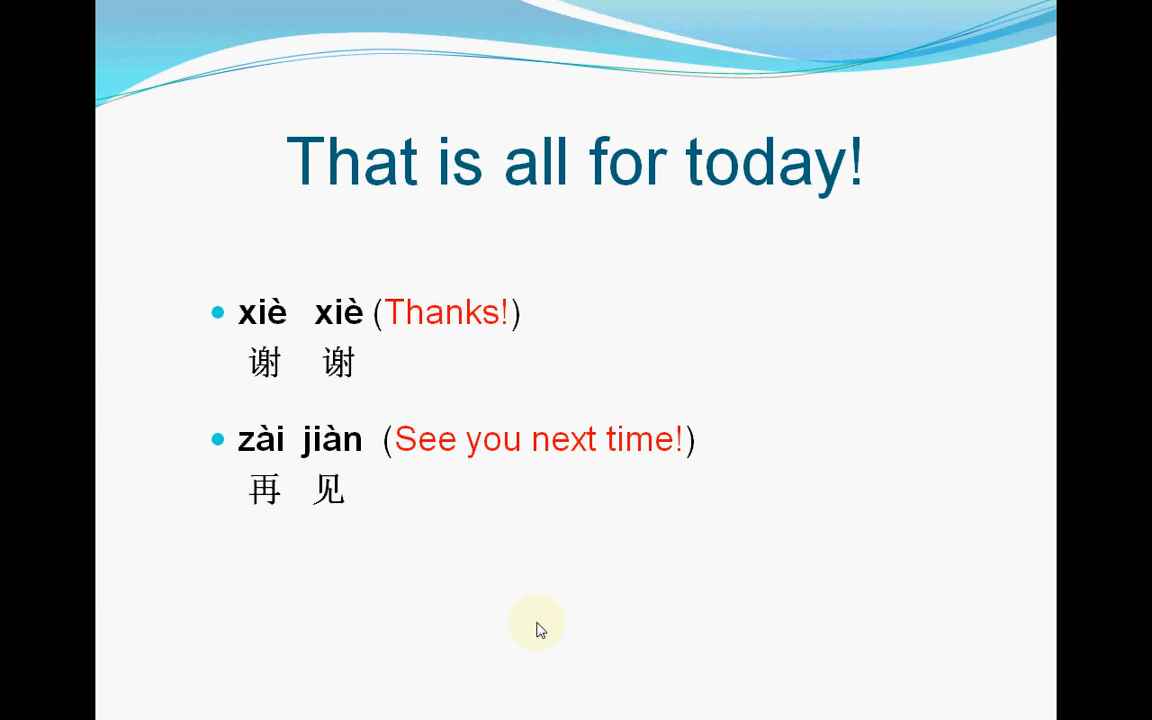 That is all for today!
xiè xiè (Thanks!)
谢 谢
zài jiàn (See you next time!)
再 见